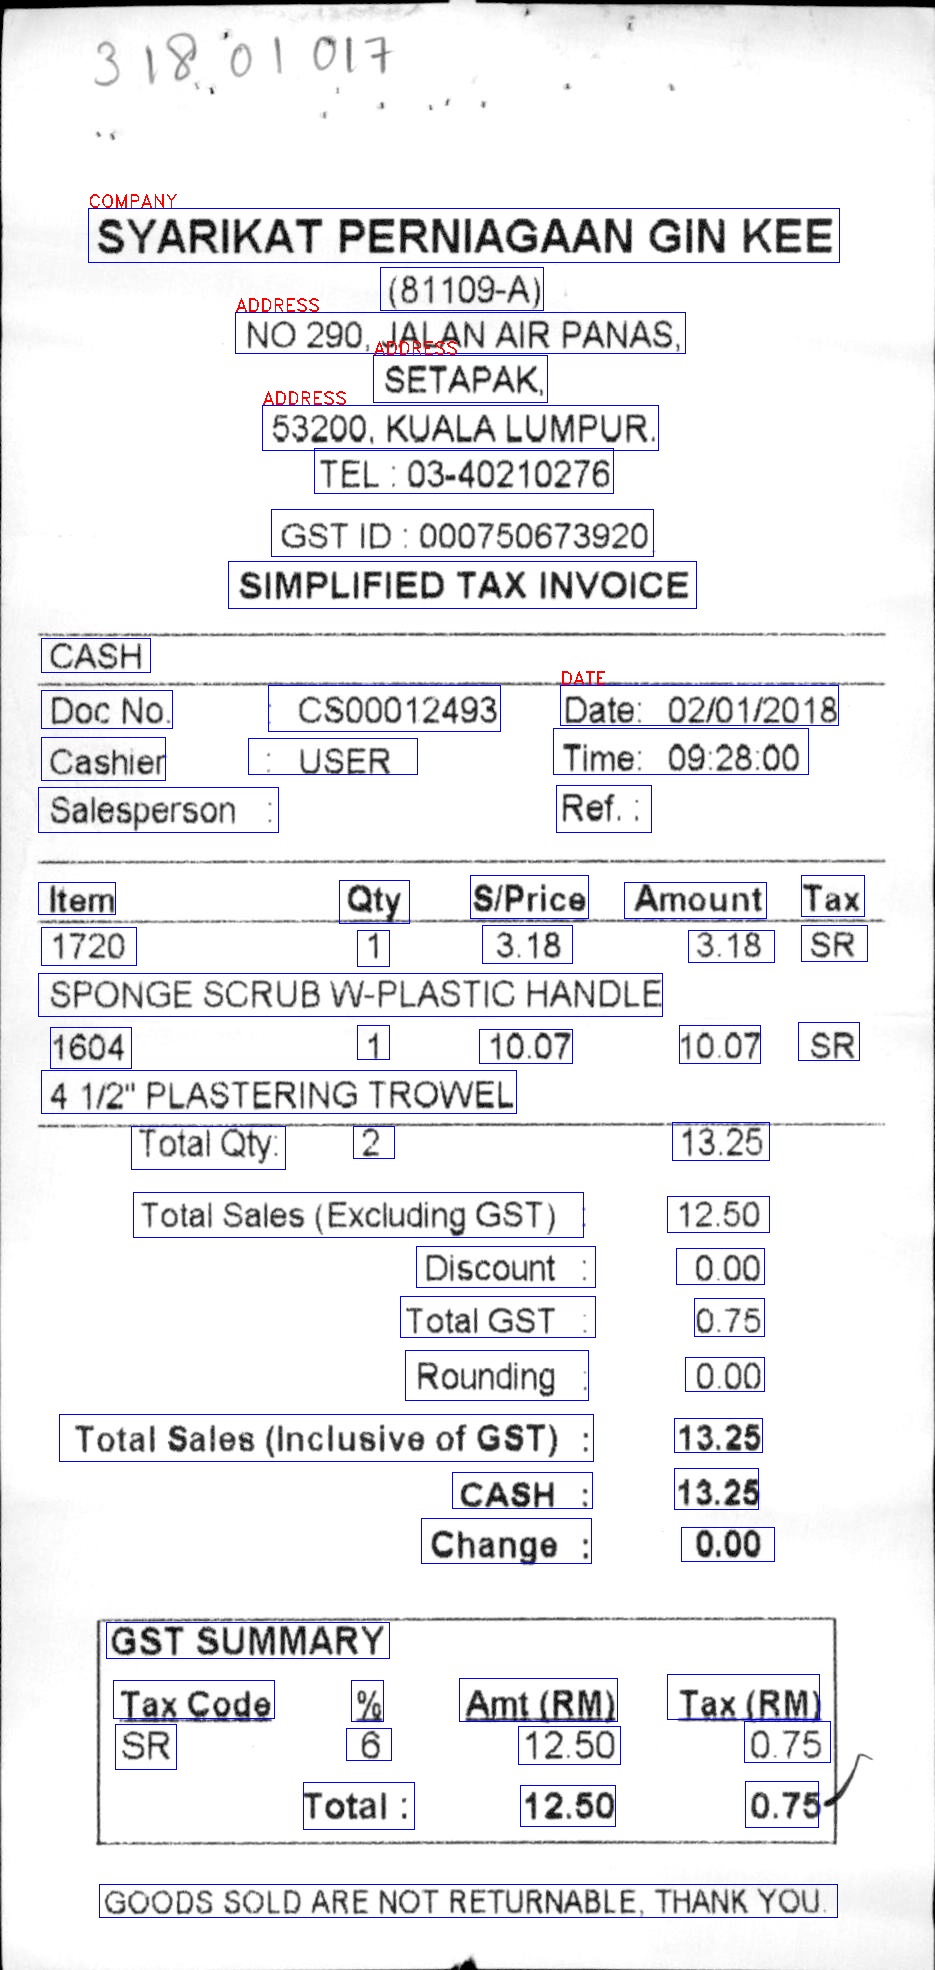 318 01 017
COMPANY
SYARIKAT PERNIAGAAN GIN KEE
(81109-A)
ADDRESS
NO 290, JALAN AIR PANAS,
ADDRESS
SETAPAK,
ADDRESS
53200, KUALA LUMPUR.
TEL : 03-40210276
GST ID : 000750673920
SIMPLIFIED TAX INVOICE
CASH
DATE
Doc No. : CS00012493 Date: 02/01/2018
Cashier : USER Time: 09:28:00
Salesperson : Ref. :
Item Qty S/Price Amount Tax
1720 1 3.18 3.18 SR
SPONGE SCRUB W-PLASTIC HANDLE
1604 1 10.07 10.07 SR
4 1/2" PLASTERING TROWEL
Total Qty: 2 13.25
Total Sales (Excluding GST) : 12.50
Discount : 0.00
Total GST : 0.75
Rounding : 0.00
Total Sales (Inclusive of GST) : 13.25
CASH : 13.25
Change : 0.00
GST SUMMARY
Tax Code % Amt (RM) Tax (RM)
SR 6 12.50 0.75
Total : 12.50 0.75
GOODS SOLD ARE NOT RETURNABLE, THANK YOU.